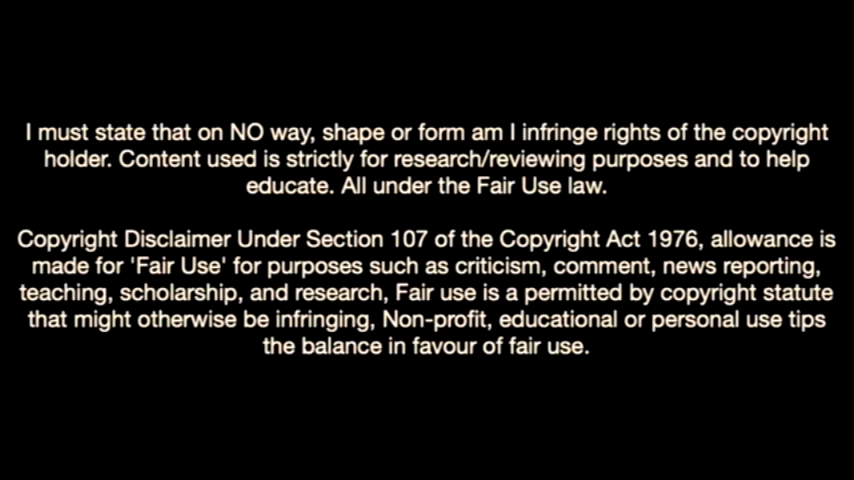 I must state that on NO way, shape or form am I infringe rights of the copyright
holder. Content used is strictly for research/reviewing purposes and to help
educate. All under the Fair Use law.
Copyright Disclaimer Under Section 107 of the Copyright Act 1976, allowance is
made for 'Fair Use' for purposes such as criticism, comment, news reporting,
teaching, scholarship, and research, Fair use is a permitted by copyright statute
that might otherwise be infringing, Non-profit, educational or personal use tips
the balance in favour of fair use.